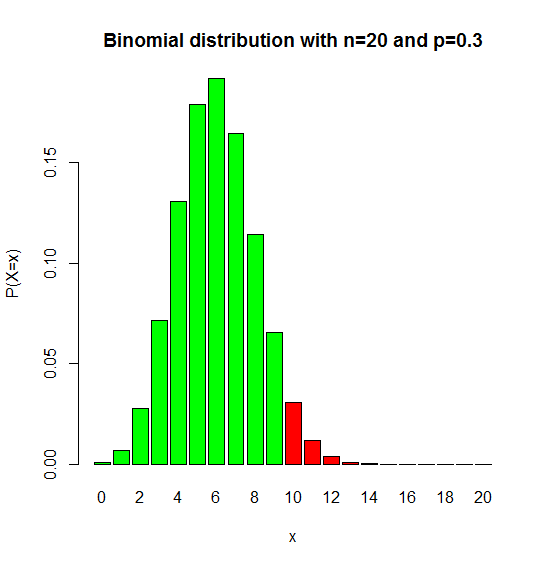 Binomial distribution with n=20 and p=0.3
P(X=x)
0.15
0.10
0.05
0.00
0 2 4 6 8 10 12 14 16 18 20
x